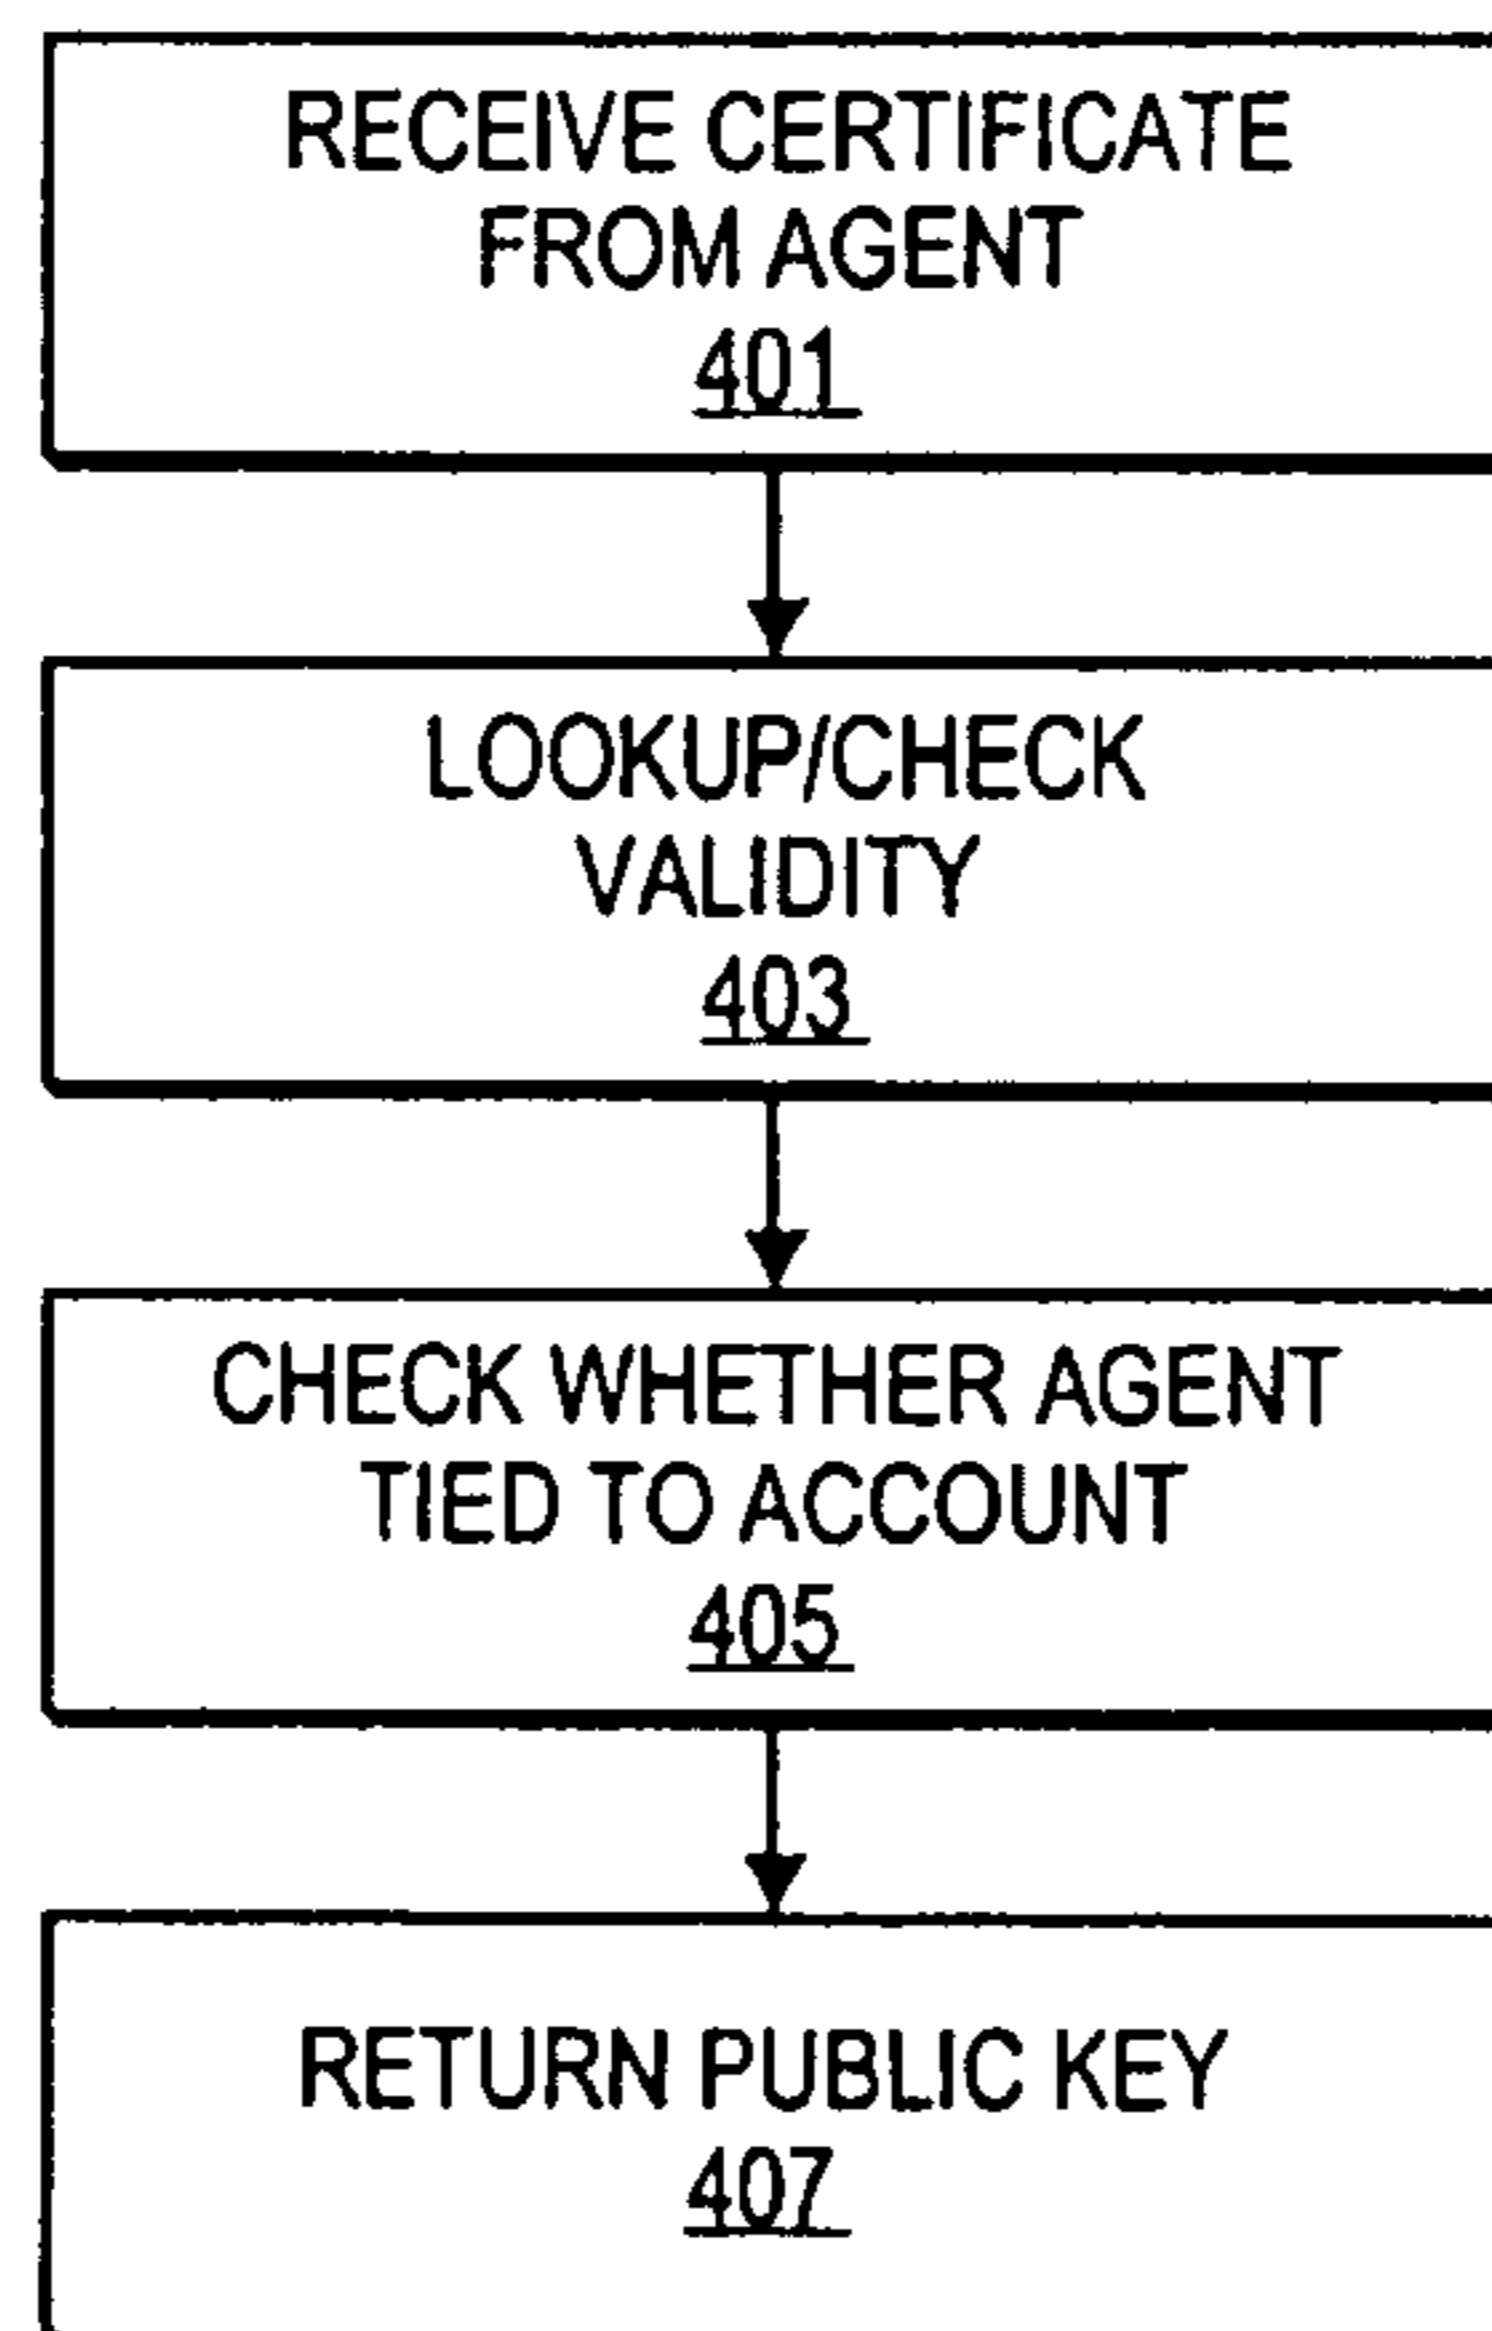 RECEIVE CERTIFICATE
FROM AGENT
401
LOOKUP/CHECK
VALIDITY
403
CHECK WHETHER AGENT
TIED TO ACCOUNT
405
RETURN PUBLIC KEY
407